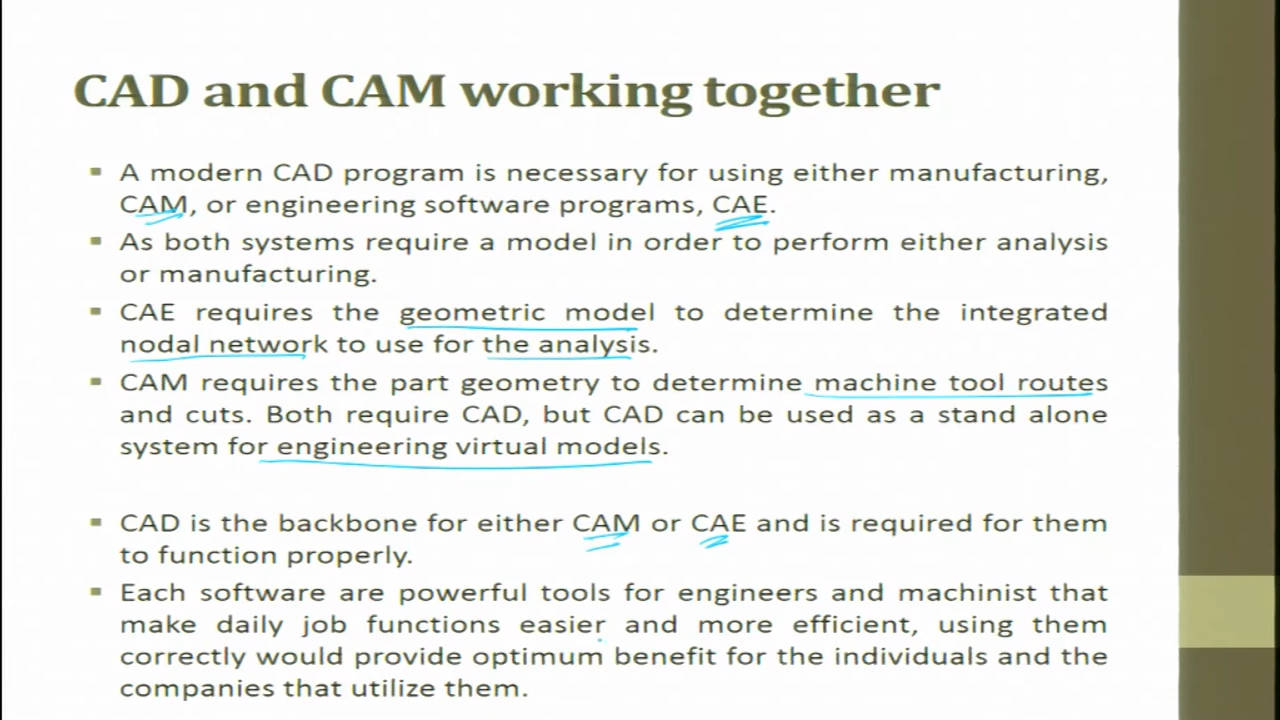 CAD and CAM working together
▪ A modern CAD program is necessary for using either manufacturing,
CAM, or engineering software programs, CAE.
▪ As both systems require a model in order to perform either analysis
or manufacturing.
▪ CAE requires the geometric model to determine the integrated
nodal network to use for the analysis.
▪ CAM requires the part geometry to determine machine tool routes
and cuts. Both require CAD, but CAD can be used as a stand alone
system for engineering virtual models.
▪ CAD is the backbone for either CAM or CAE and is required for them
to function properly.
▪ Each software are powerful tools for engineers and machinist that
make daily job functions easier and more efficient, using them
correctly would provide optimum benefit for the individuals and the
companies that utilize them.